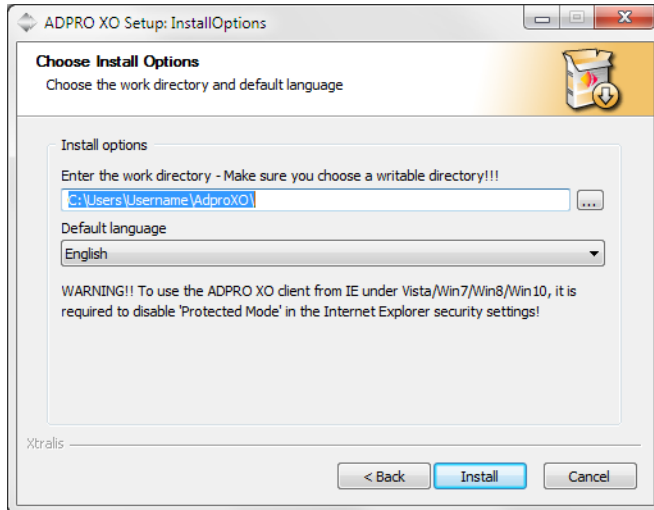 ADPRO XO Setup: InstallOptions
Choose Install Options
Choose the work directory and default language
Install options
Enter the work directory - Make sure you choose a writable directory!!!
C:\Users\Username\AdproXO\
...
Default language
English
WARNING!! To use the ADPRO XO client from IE under Vista/Win7/Win8/Win10, it is
required to disable 'Protected Mode' in the Internet Explorer security settings!
Xtralis
< Back Install Cancel